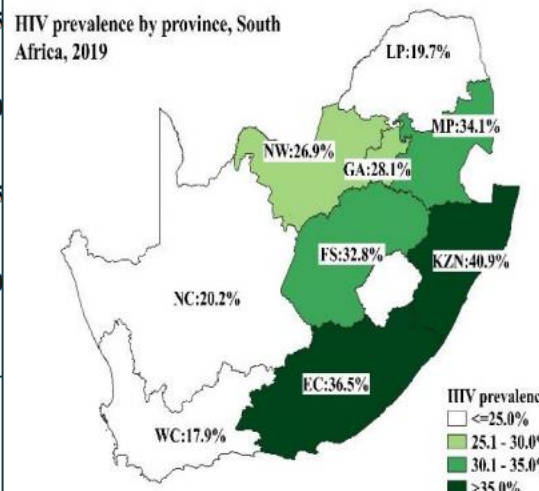 HIV prevalence by province, South
Africa, 2019
LP:19.7%
MP:34.1%
NW:26.9%
GA:28.1%
FS:32.8%
KZN:40.9%
NC:20.2%
EC:36.5%
WC:17.9%
HIV prevalence
<=25.0%
25.1 - 30.0%
30.1 - 35.0%
>35.0%